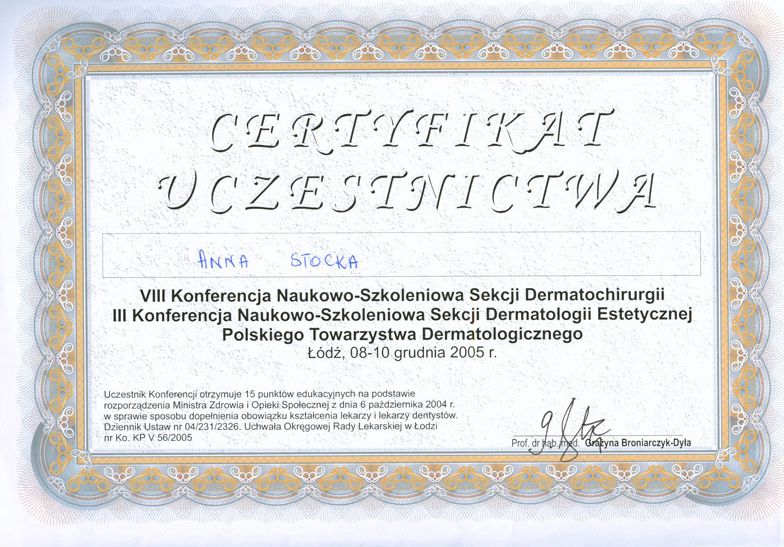 CERTYFIKAT
UCZESTNICTWA
ANNA STOCKA
VIII Konferencja Naukowo-Szkoleniowa Sekcji Dermatochirurgii
III Konferencja Naukowo-Szkoleniowa Sekcji Dermatologii Estetycznej
Polskiego Towarzystwa Dermatologicznego
Łódź, 08-10 grudnia 2005 r.
Uczestnik Konferencji otrzymuje 15 punktów edukacyjnych na podstawie
rozporządzenia Ministra Zdrowia i Opieki Społecznej z dnia 6 października 2004 r.
w sprawie sposobu dopełnienia obowiązku kształcenia lekarzy i lekarzy dentystów.
Dziennik Ustaw nr 04/231/2326. Uchwała Okręgowej Rady Lekarskiej w Łodzi
nr Ko. KP V 56/2005
Prof. dr hab. med. Grażyna Broniarczyk-Dyła